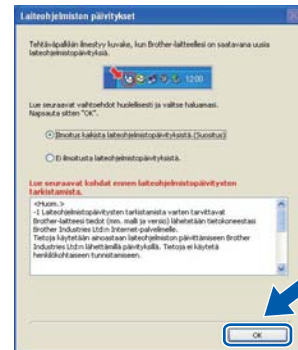 Laiteohjelmiston päivitykset
Tehtäväpalkkiin ilmestyy kuvake, kun Brother-laitteellesi on saatavana uusia
laiteohjelmistopäivityksiä.
12:00
Lue seuraavat vaihtoehdot huolellisesti ja valitse haluamasi.
Napsauta sitten "OK".
Ilmoitus kaikista laiteohjelmistopäivityksistä. (Suositus)
Ei ilmoitusta laiteohjelmistopäivityksistä.
Lue seuraavat kohdat ennen laiteohjelmistopäivitysten
tarkistamista.
<Huom.>
-1 Laiteohjelmistopäivitysten tarkistamista varten tarvittavat
Brother-laitteesi tiedot (mm. malli ja versio) lähetetään tietokoneestasi
Brother Industries Ltd:n Internet-palvelimelle.
Tietoja käytetään ainoastaan laiteohjelmiston päivittämiseen Brother
Industries Ltd:n lähettämillä päivityksillä. Tietoja ei käytetä
henkilökohtaiseen tunnistamiseen.
OK